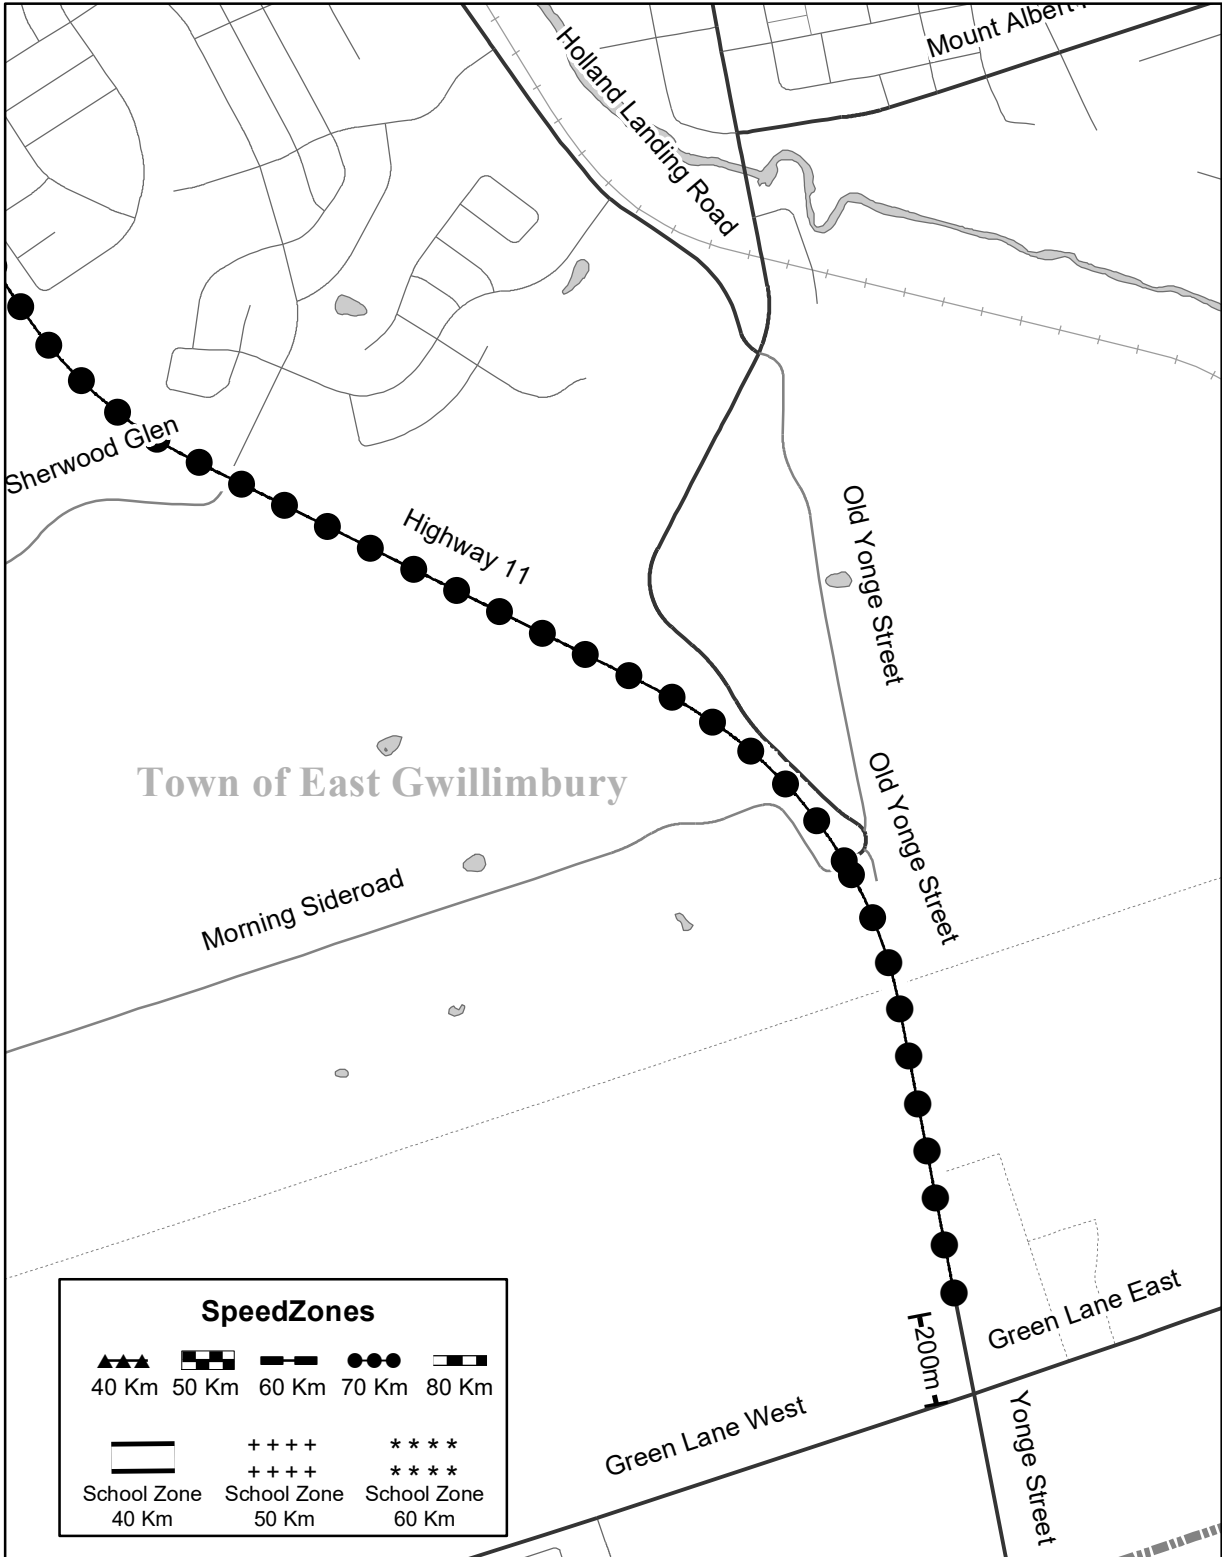 Mount Albert
Holland Landing Road
Sherwood Glen
Highway 11
Old Yonge Street
Town of East Gwillimbury
Old Yonge Street
Morning Sideroad
SpeedZones
40 Km 50 Km 60 Km 70 Km 80 Km
School Zone School Zone School Zone
40 Km 50 Km 60 Km
200m
Green Lane East
Green Lane West
Yonge Street